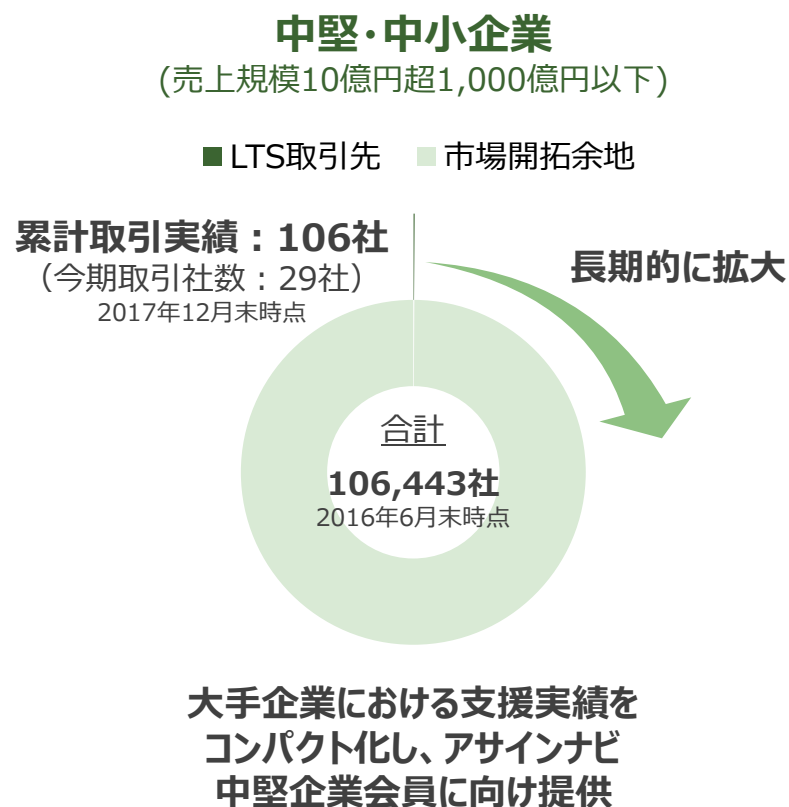 中堅・中小企業
(売上規模10億円超1,000億円以下)
LTS取引先 市場開拓余地
累計取引実績：106社
（今期取引社数：29社）
2017年12月末時点
長期的に拡大
合計
106,443社
2016年6月末時点
大手企業における支援実績を
コンパクト化し、アサインナビ
中堅企業会員に向け提供